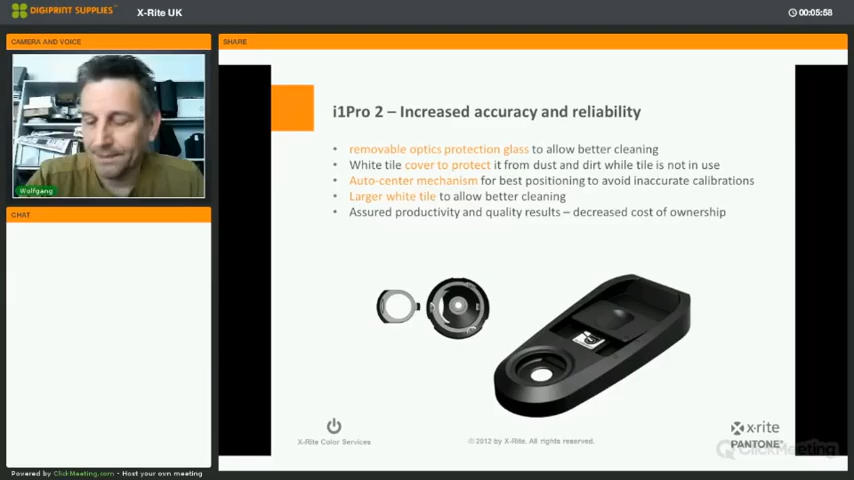 DIGIPRINT SUPPLIES™
X-Rite UK
00:05:58
CAMERA AND VOICE
Wolfgang
CHAT
SHARE
i1Pro 2 – Increased accuracy and reliability
• removable optics protection glass to allow better cleaning
• White tile cover to protect it from dust and dirt while tile is not in use
• Auto-center mechanism for best positioning to avoid inaccurate calibrations
• Larger white tile to allow better cleaning
• Assured productivity and quality results – decreased cost of ownership
X-Rite Color Services
© 2012 by X-Rite. All rights reserved.
x-rite
PANTONE
ClickMeeting
Powered by ClickMeeting.com - Host your own meeting